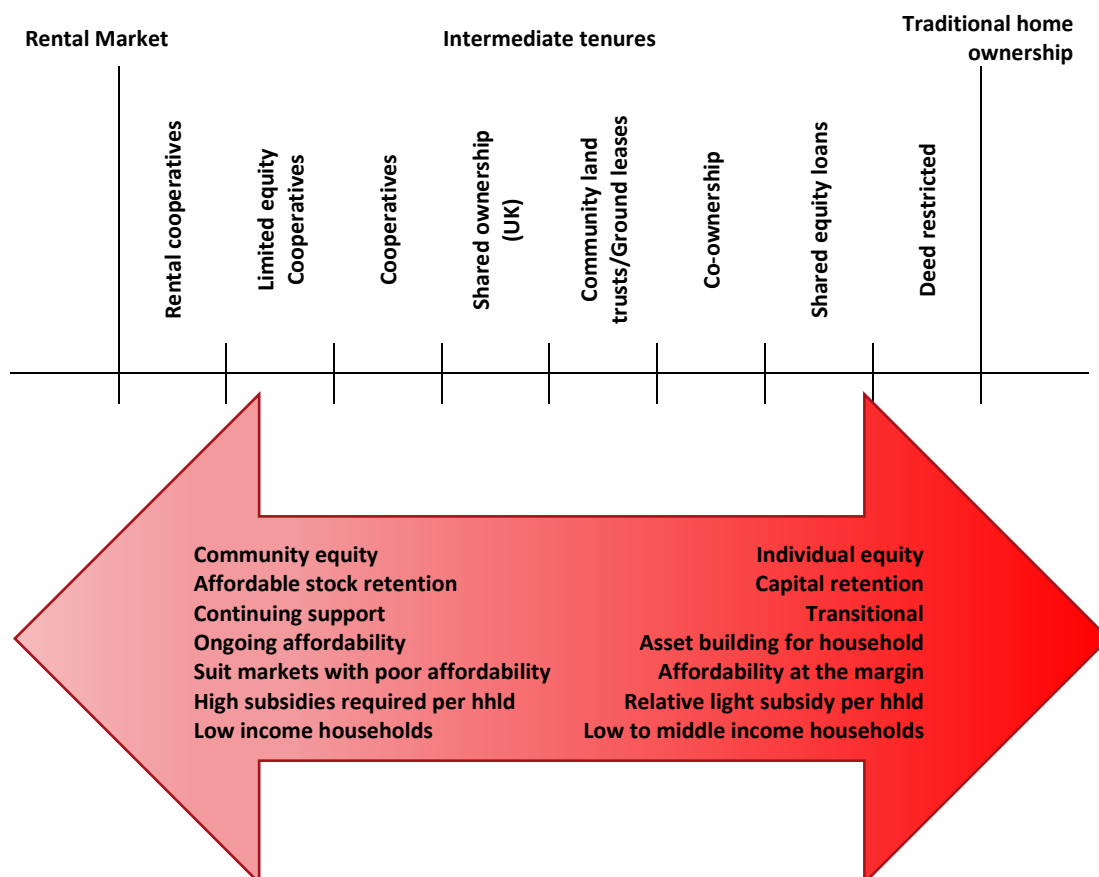 Rental Market
Intermediate tenures
Traditional home
ownership
Rental cooperatives
Limited equity
Cooperatives
Cooperatives
Shared ownership
(UK)
Community land
trusts/Ground leases
Co-ownership
Shared equity loans
Deed restricted
Community equity
Affordable stock retention
Continuing support
Ongoing affordability
Suit markets with poor affordability
High subsidies required per hhld
Low income households
Individual equity
Capital retention
Transitional
Asset building for household
Affordability at the margin
Relative light subsidy per hhld
Low to middle income households